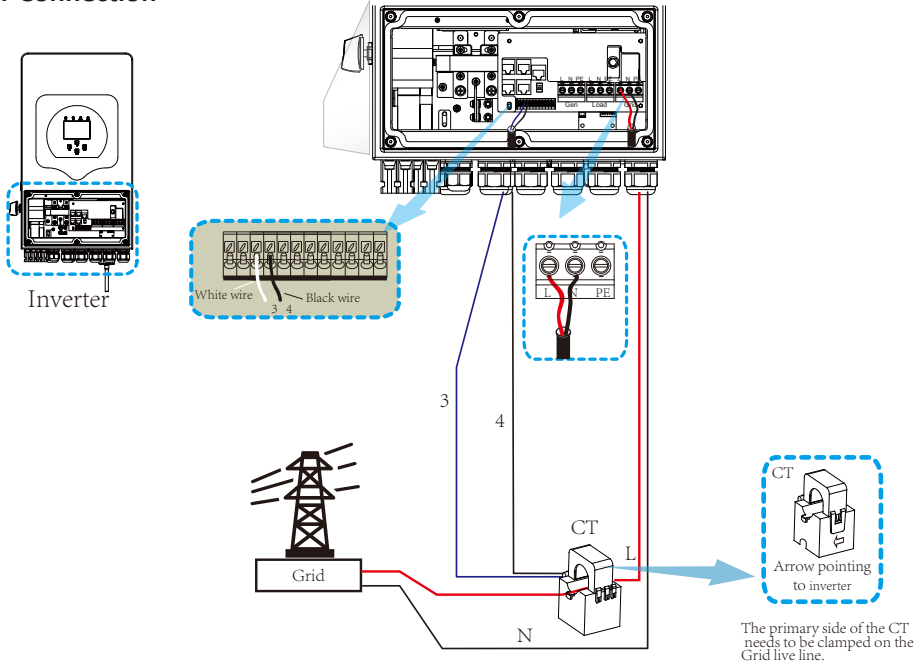 L N PE L N PE L N PE
Gen Load Grid
Inverter
White wire
3 4
Black wire
L N PE
3
4
CT
L
Grid
N
CT
Arrow pointing
to inverter
The primary side of the CT
needs to be clamped on the
Grid live line.